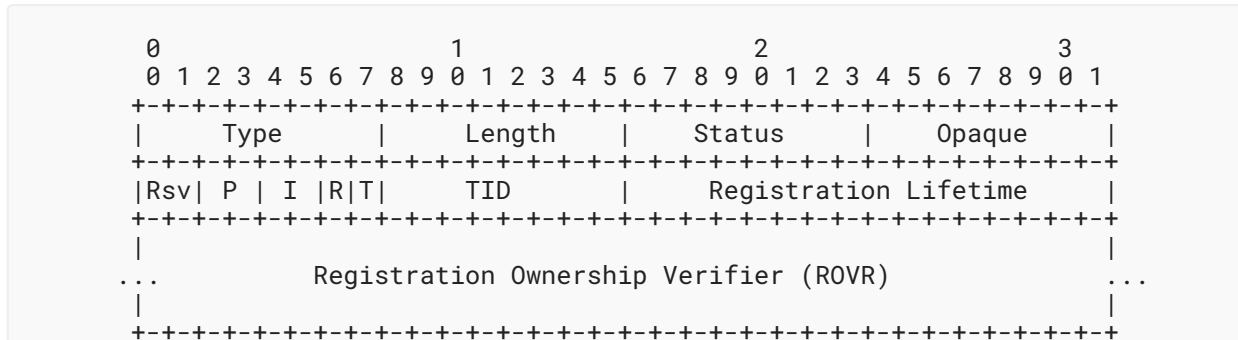 0                   1                   2                   3
 0 1 2 3 4 5 6 7 8 9 0 1 2 3 4 5 6 7 8 9 0 1 2 3 4 5 6 7 8 9 0 1
+-+-+-+-+-+-+-+-+-+-+-+-+-+-+-+-+-+-+-+-+-+-+-+-+-+-+-+-+-+-+-+-+
|     Type      |     Length    |    Status     |    Opaque     |
+-+-+-+-+-+-+-+-+-+-+-+-+-+-+-+-+-+-+-+-+-+-+-+-+-+-+-+-+-+-+-+-+
|Rsv| P | I |R|T|     TID       |     Registration Lifetime     |
+-+-+-+-+-+-+-+-+-+-+-+-+-+-+-+-+-+-+-+-+-+-+-+-+-+-+-+-+-+-+-+-+
|                                                               |
...            Registration Ownership Verifier (ROVR)              ...
|                                                               |
+-+-+-+-+-+-+-+-+-+-+-+-+-+-+-+-+-+-+-+-+-+-+-+-+-+-+-+-+-+-+-+-+